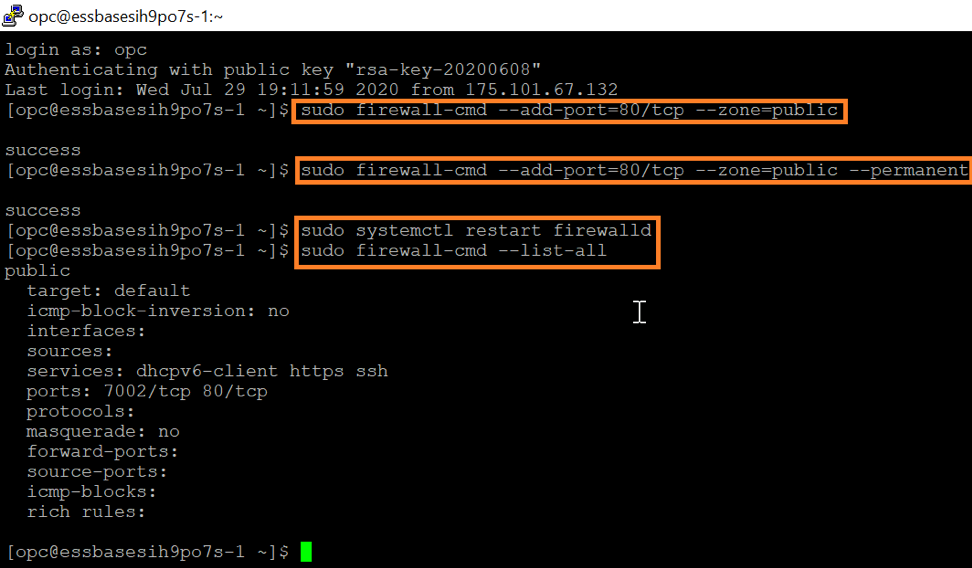 opc@essbasesih9po7s-1:~
login as: opc
Authenticating with public key "rsa-key-20200608"
Last login: Wed Jul 29 19:11:59 2020 from 175.101.67.132
[opc@essbasesih9po7s-1 ~]$ sudo firewall-cmd --add-port=80/tcp --zone=public
success
[opc@essbasesih9po7s-1 ~]$ sudo firewall-cmd --add-port=80/tcp --zone=public --permanent
success
[opc@essbasesih9po7s-1 ~]$ sudo systemctl restart firewalld
[opc@essbasesih9po7s-1 ~]$ sudo firewall-cmd --list-all
public
  target: default
  icmp-block-inversion: no
  interfaces:
  sources:
  services: dhcpv6-client https ssh
  ports: 7002/tcp 80/tcp
  protocols:
  masquerade: no
  forward-ports:
  source-ports:
  icmp-blocks:
  rich rules:
[opc@essbasesih9po7s-1 ~]$